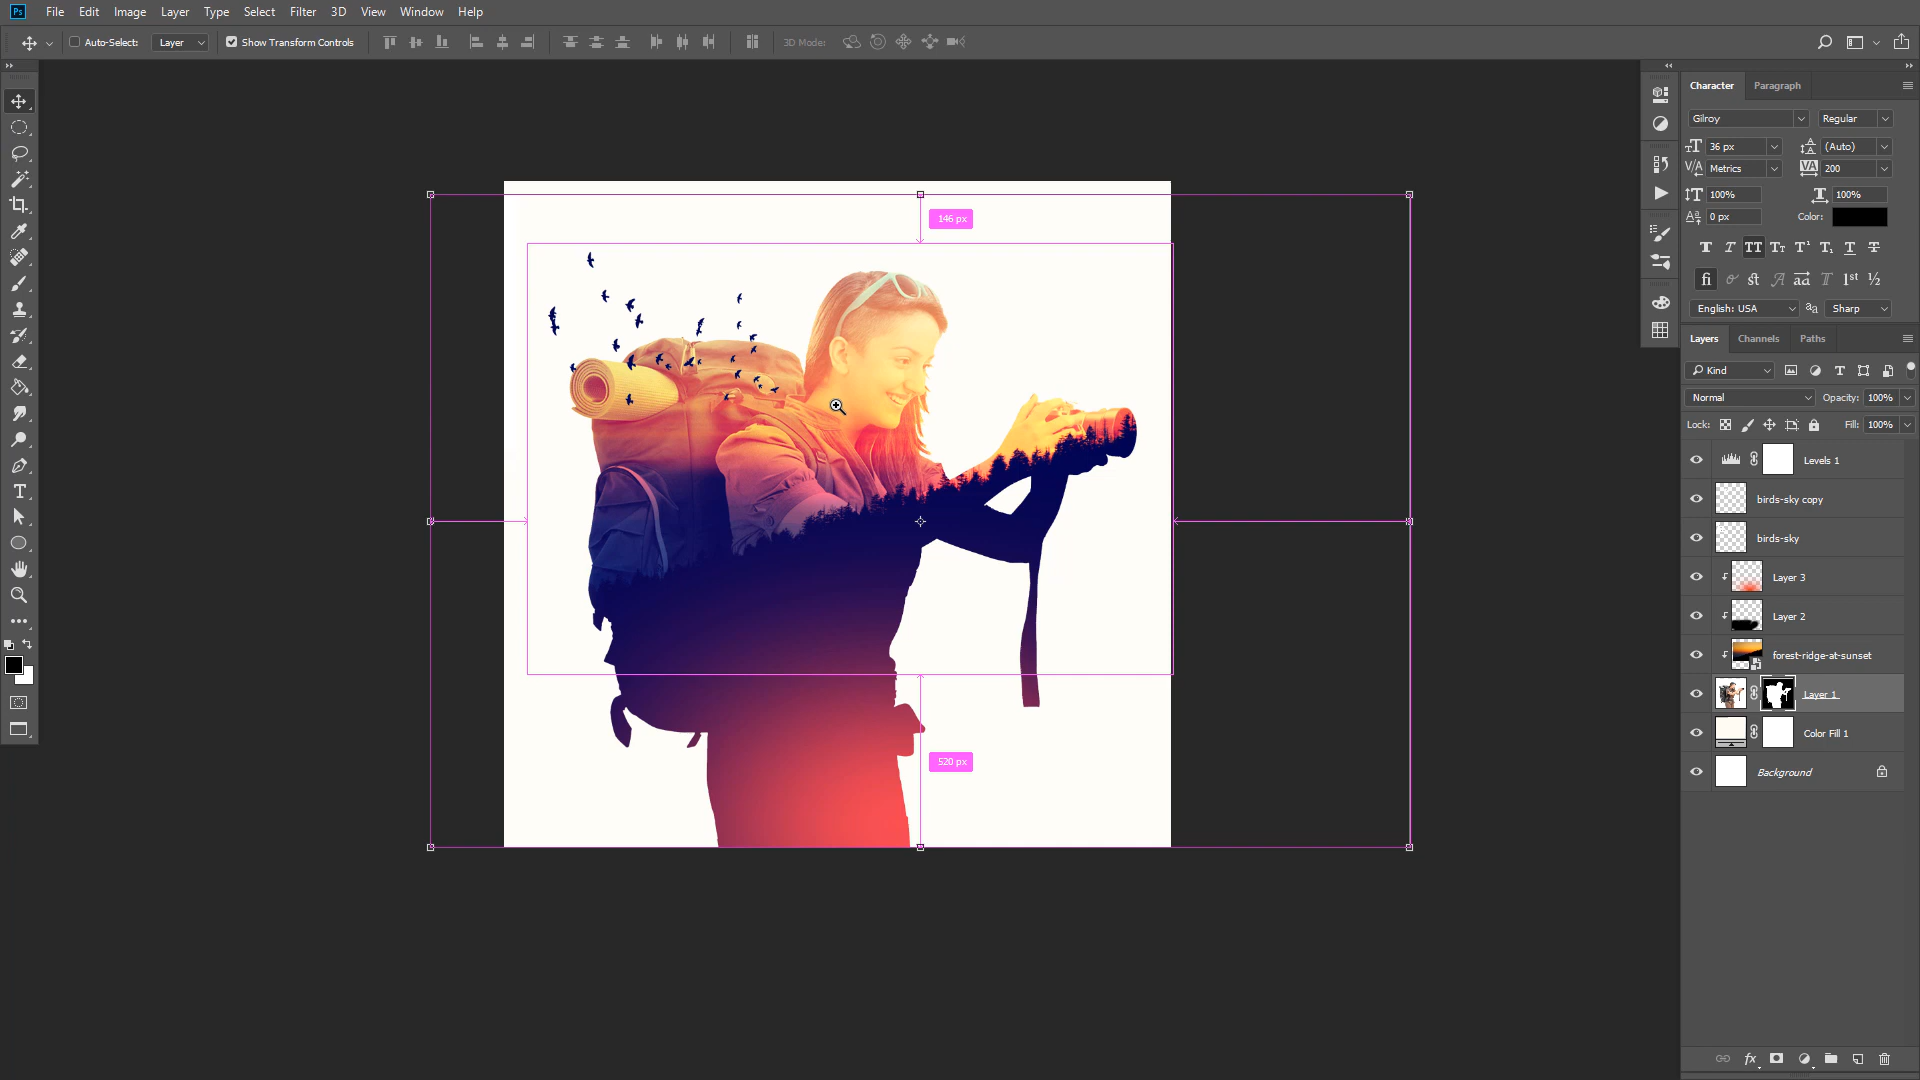 Ps File Edit Image Layer Type Select Filter 3D View Window Help
Auto-Select: Layer Show Transform Controls 3D Mode:
Character Paragraph
Gilroy Regular
36 px (Auto)
Metrics 200
100% 100%
0 px Color:
English: USA Sharp
Layers Channels Paths
Kind
Normal Opacity: 100%
Lock: Fill: 100%
Levels 1
birds-sky copy
birds-sky
Layer 3
Layer 2
forest-ridge-at-sunset
Layer 1
Color Fill 1
Background
146 px
520 px